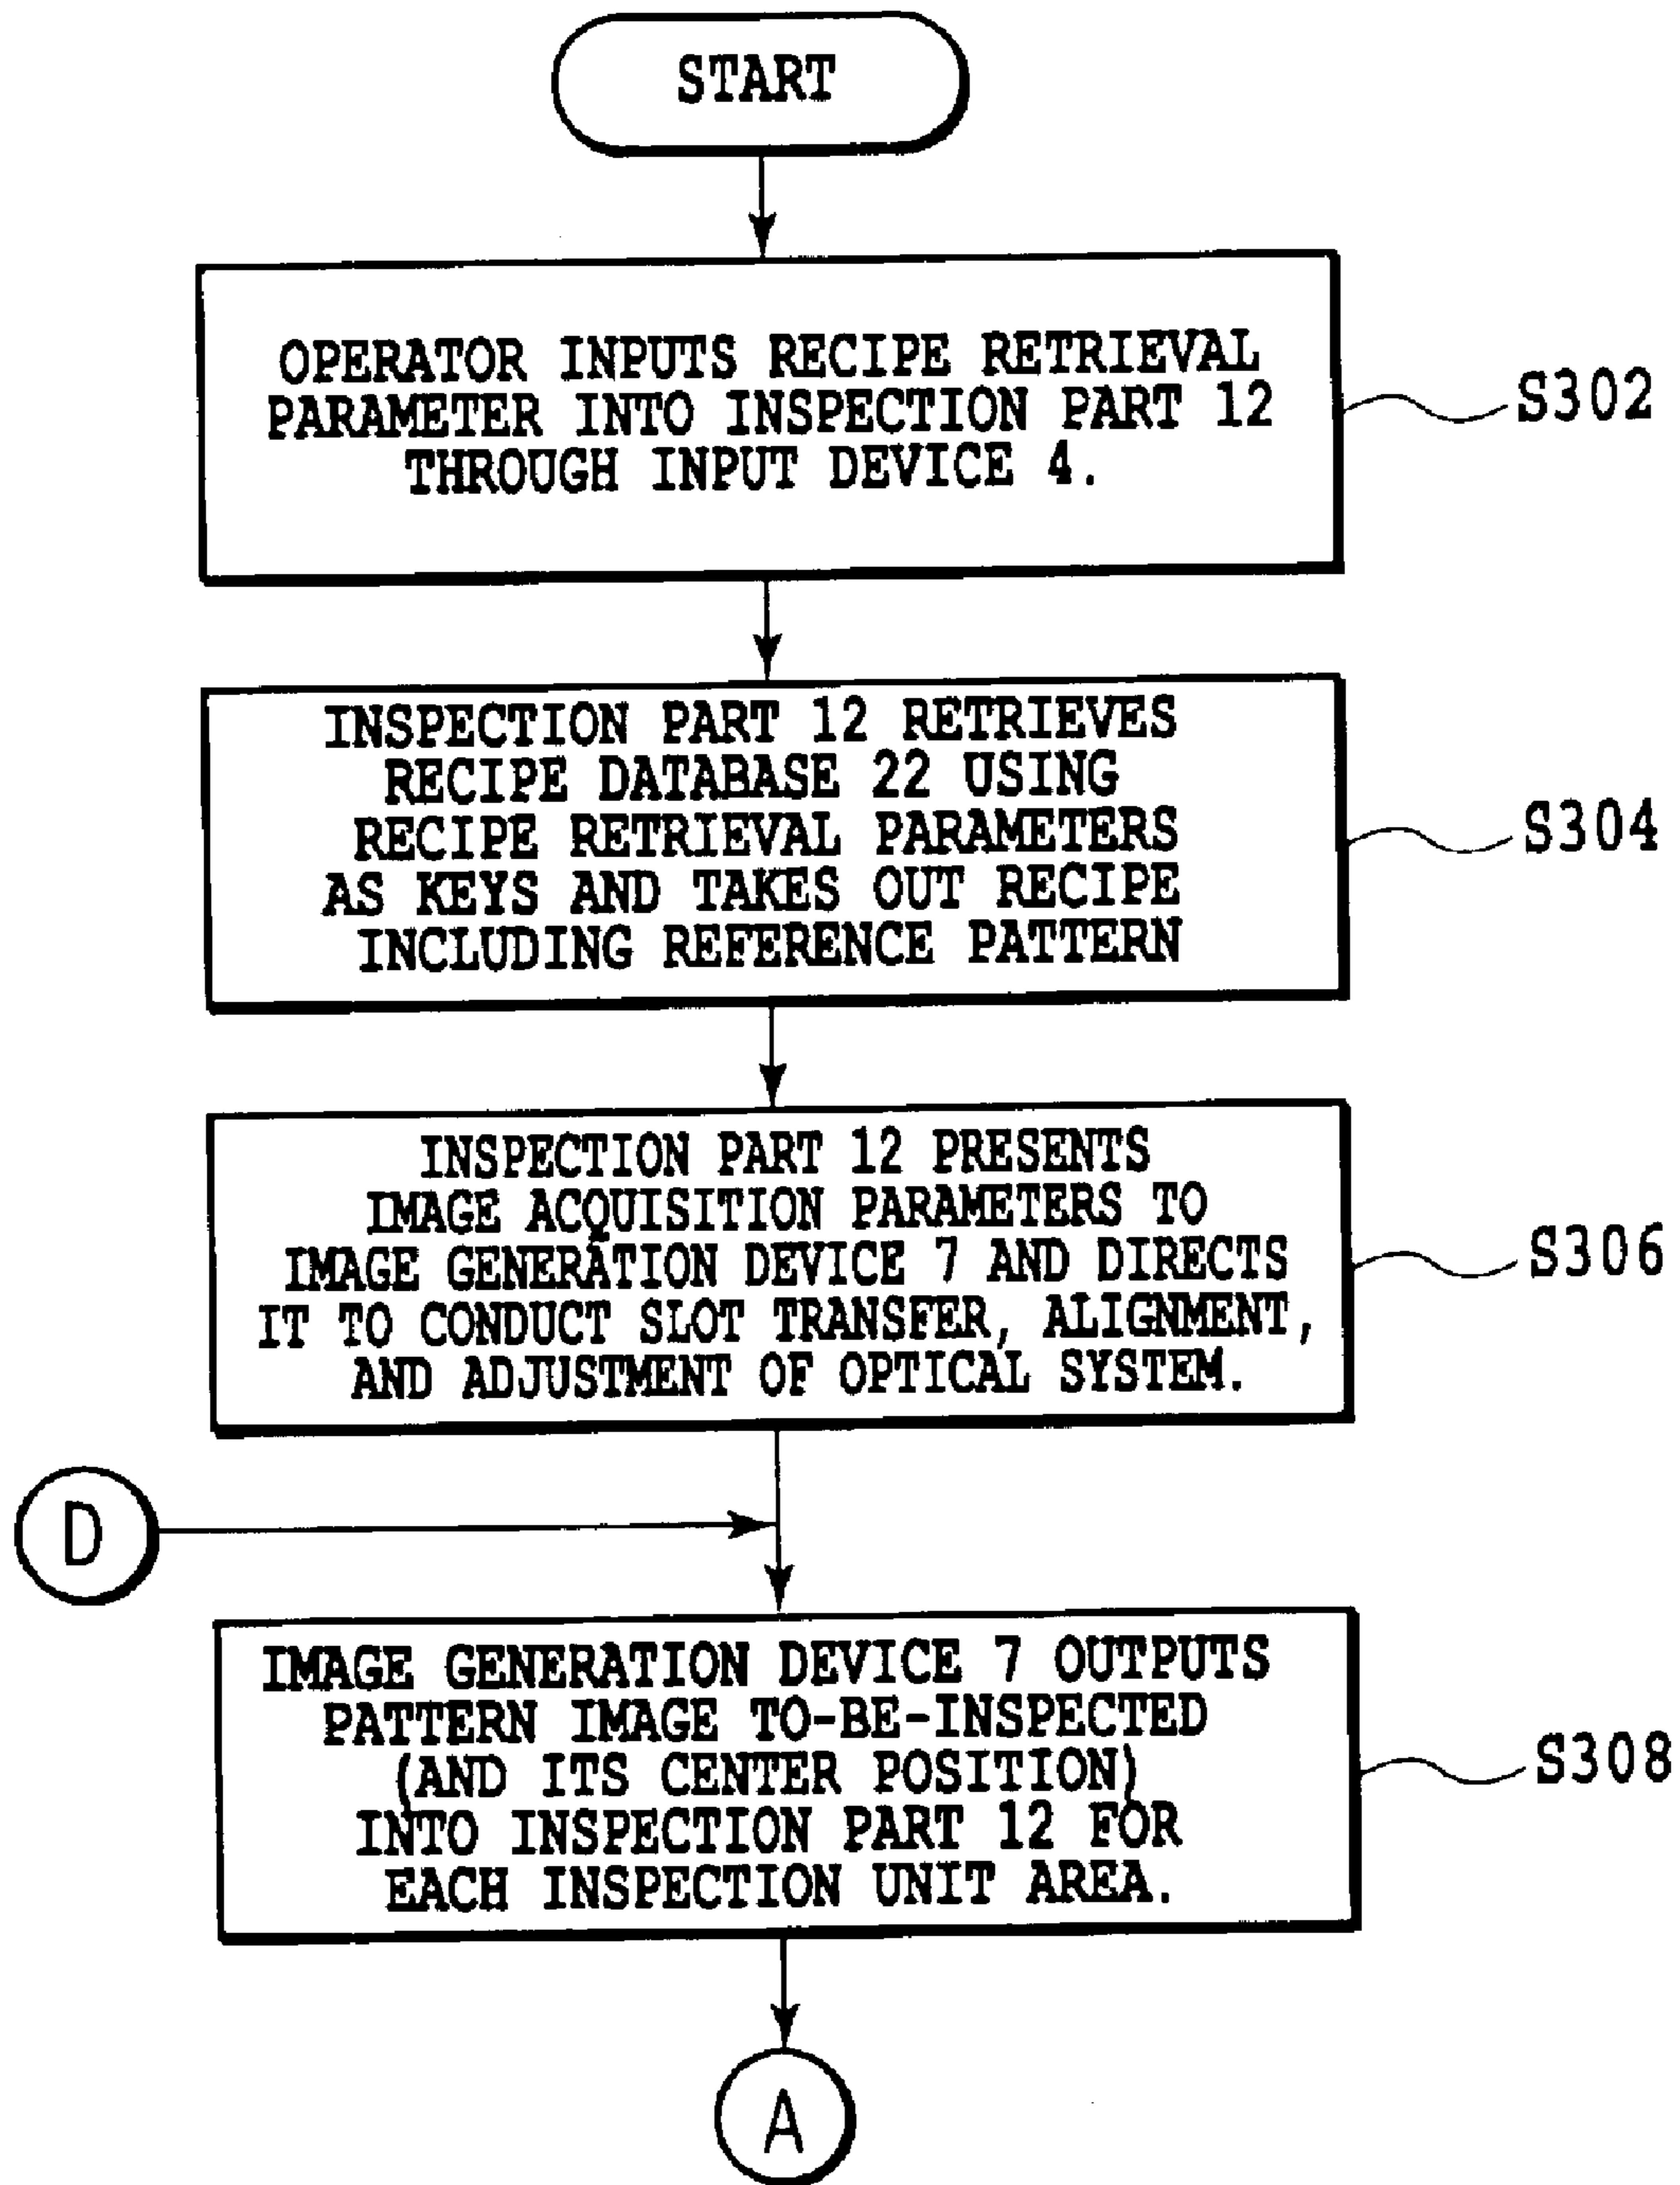 START
OPERATOR INPUTS RECIPE RETRIEVAL
PARAMETER INTO INSPECTION PART 12
THROUGH INPUT DEVICE 4.
S302
INSPECTION PART 12 RETRIEVES
RECIPE DATABASE 22 USING
RECIPE RETRIEVAL PARAMETERS
AS KEYS AND TAKES OUT RECIPE
INCLUDING REFERENCE PATTERN
S304
INSPECTION PART 12 PRESENTS
IMAGE ACQUISITION PARAMETERS TO
IMAGE GENERATION DEVICE 7 AND DIRECTS
IT TO CONDUCT SLOT TRANSFER, ALIGNMENT,
AND ADJUSTMENT OF OPTICAL SYSTEM.
S306
D
IMAGE GENERATION DEVICE 7 OUTPUTS
PATTERN IMAGE TO-BE-INSPECTED
(AND ITS CENTER POSITION)
INTO INSPECTION PART 12 FOR
EACH INSPECTION UNIT AREA.
S308
A